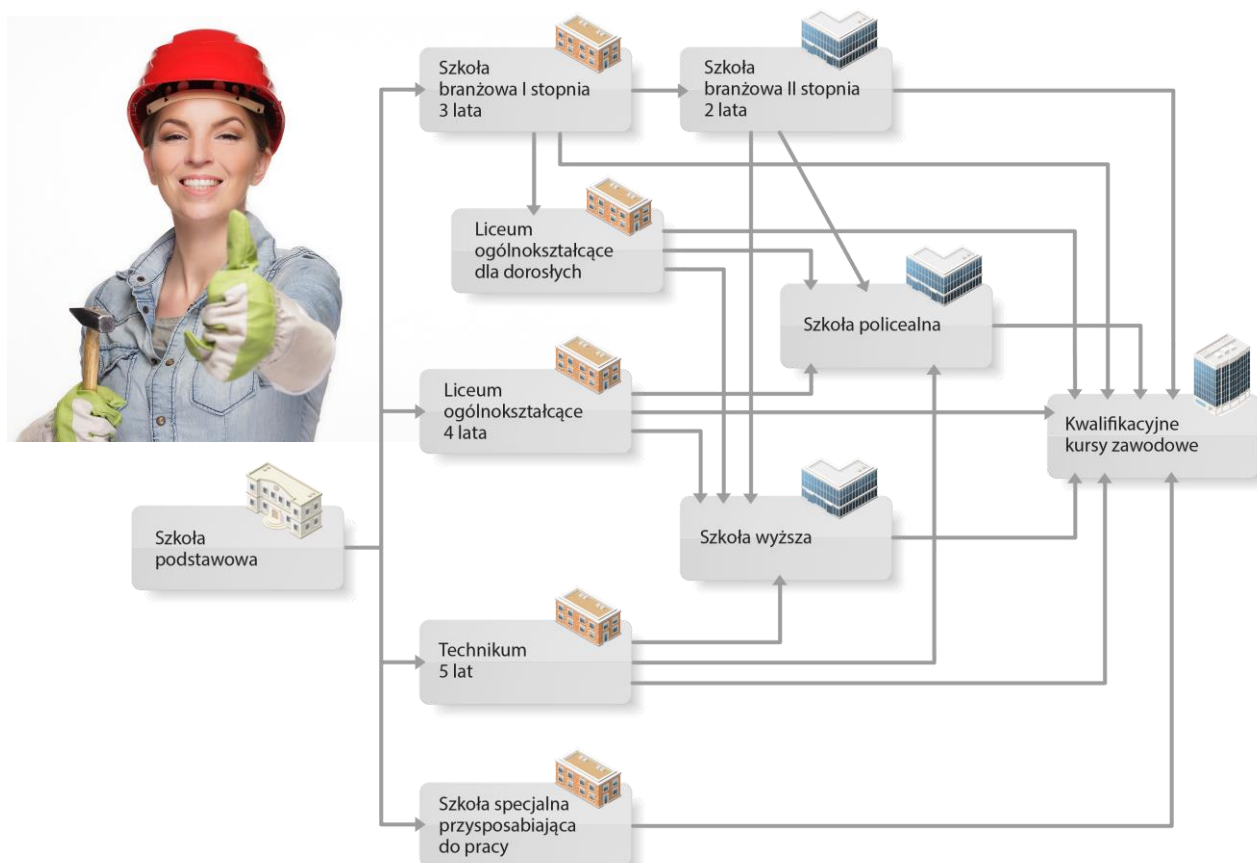 Szkoła
branżowa I stopnia
3 lata
Szkoła
branżowa II stopnia
2 lata
Liceum
ogólnokształcące
dla dorosłych
Szkoła policealna
Liceum
ogólnokształcące
4 lata
Kwalifikacyjne
kursy zawodowe
Szkoła
podstawowa
Szkoła wyższa
Technikum
5 lat
Szkoła specjalna
przysposabiająca
do pracy